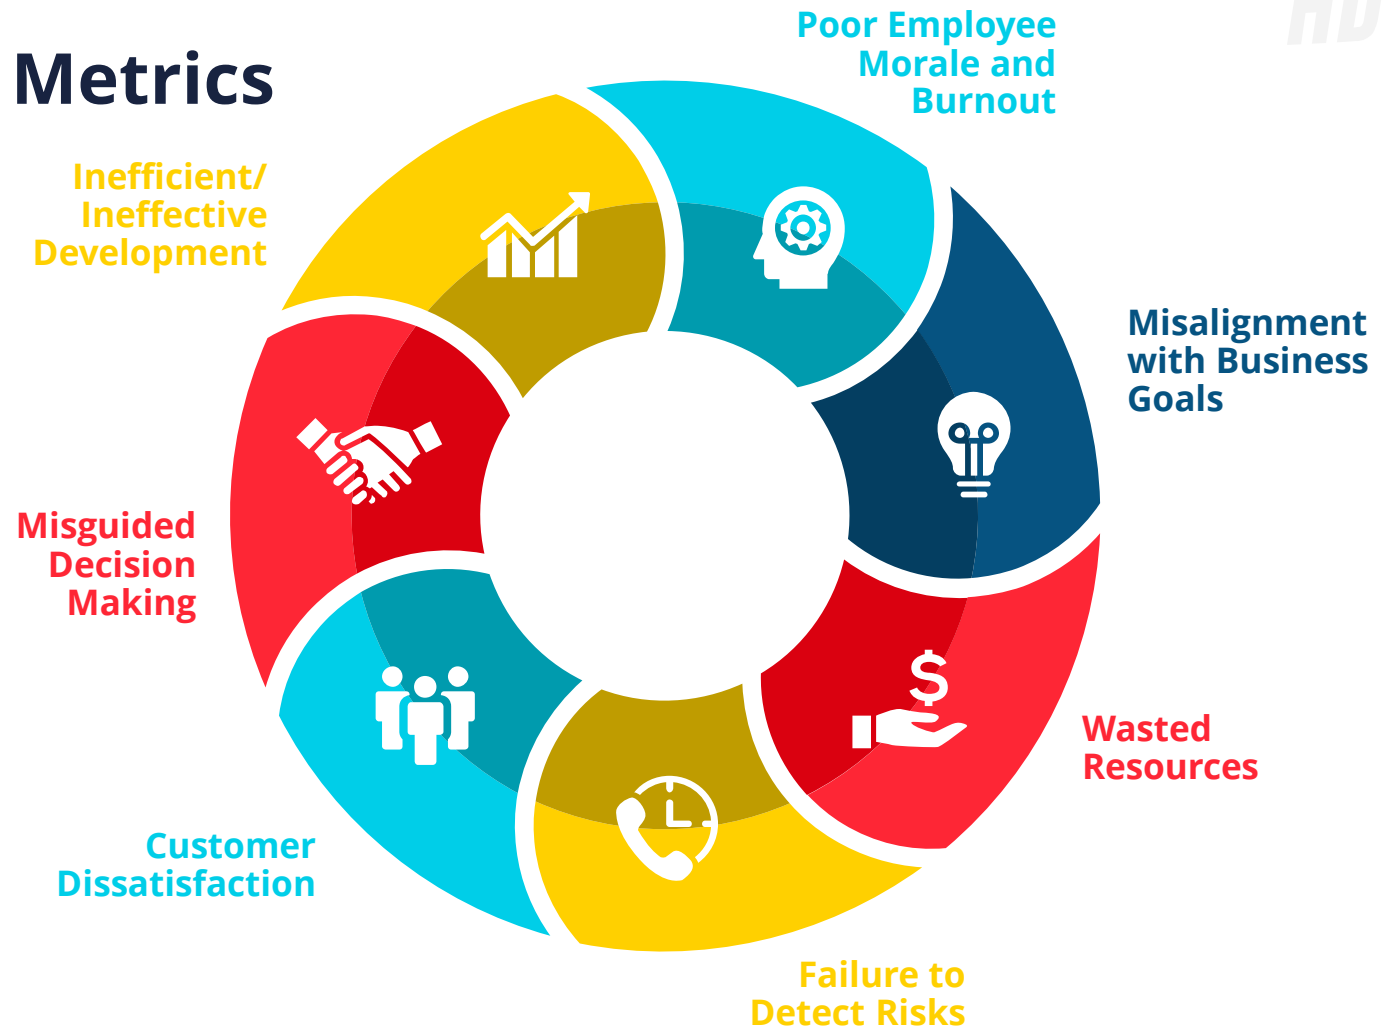 Metrics
Poor Employee
Morale and
Burnout
Misalignment
with Business
Goals
Wasted
Resources
Failure to
Detect Risks
Customer
Dissatisfaction
Misguided
Decision
Making
Inefficient/
Ineffective
Development
$